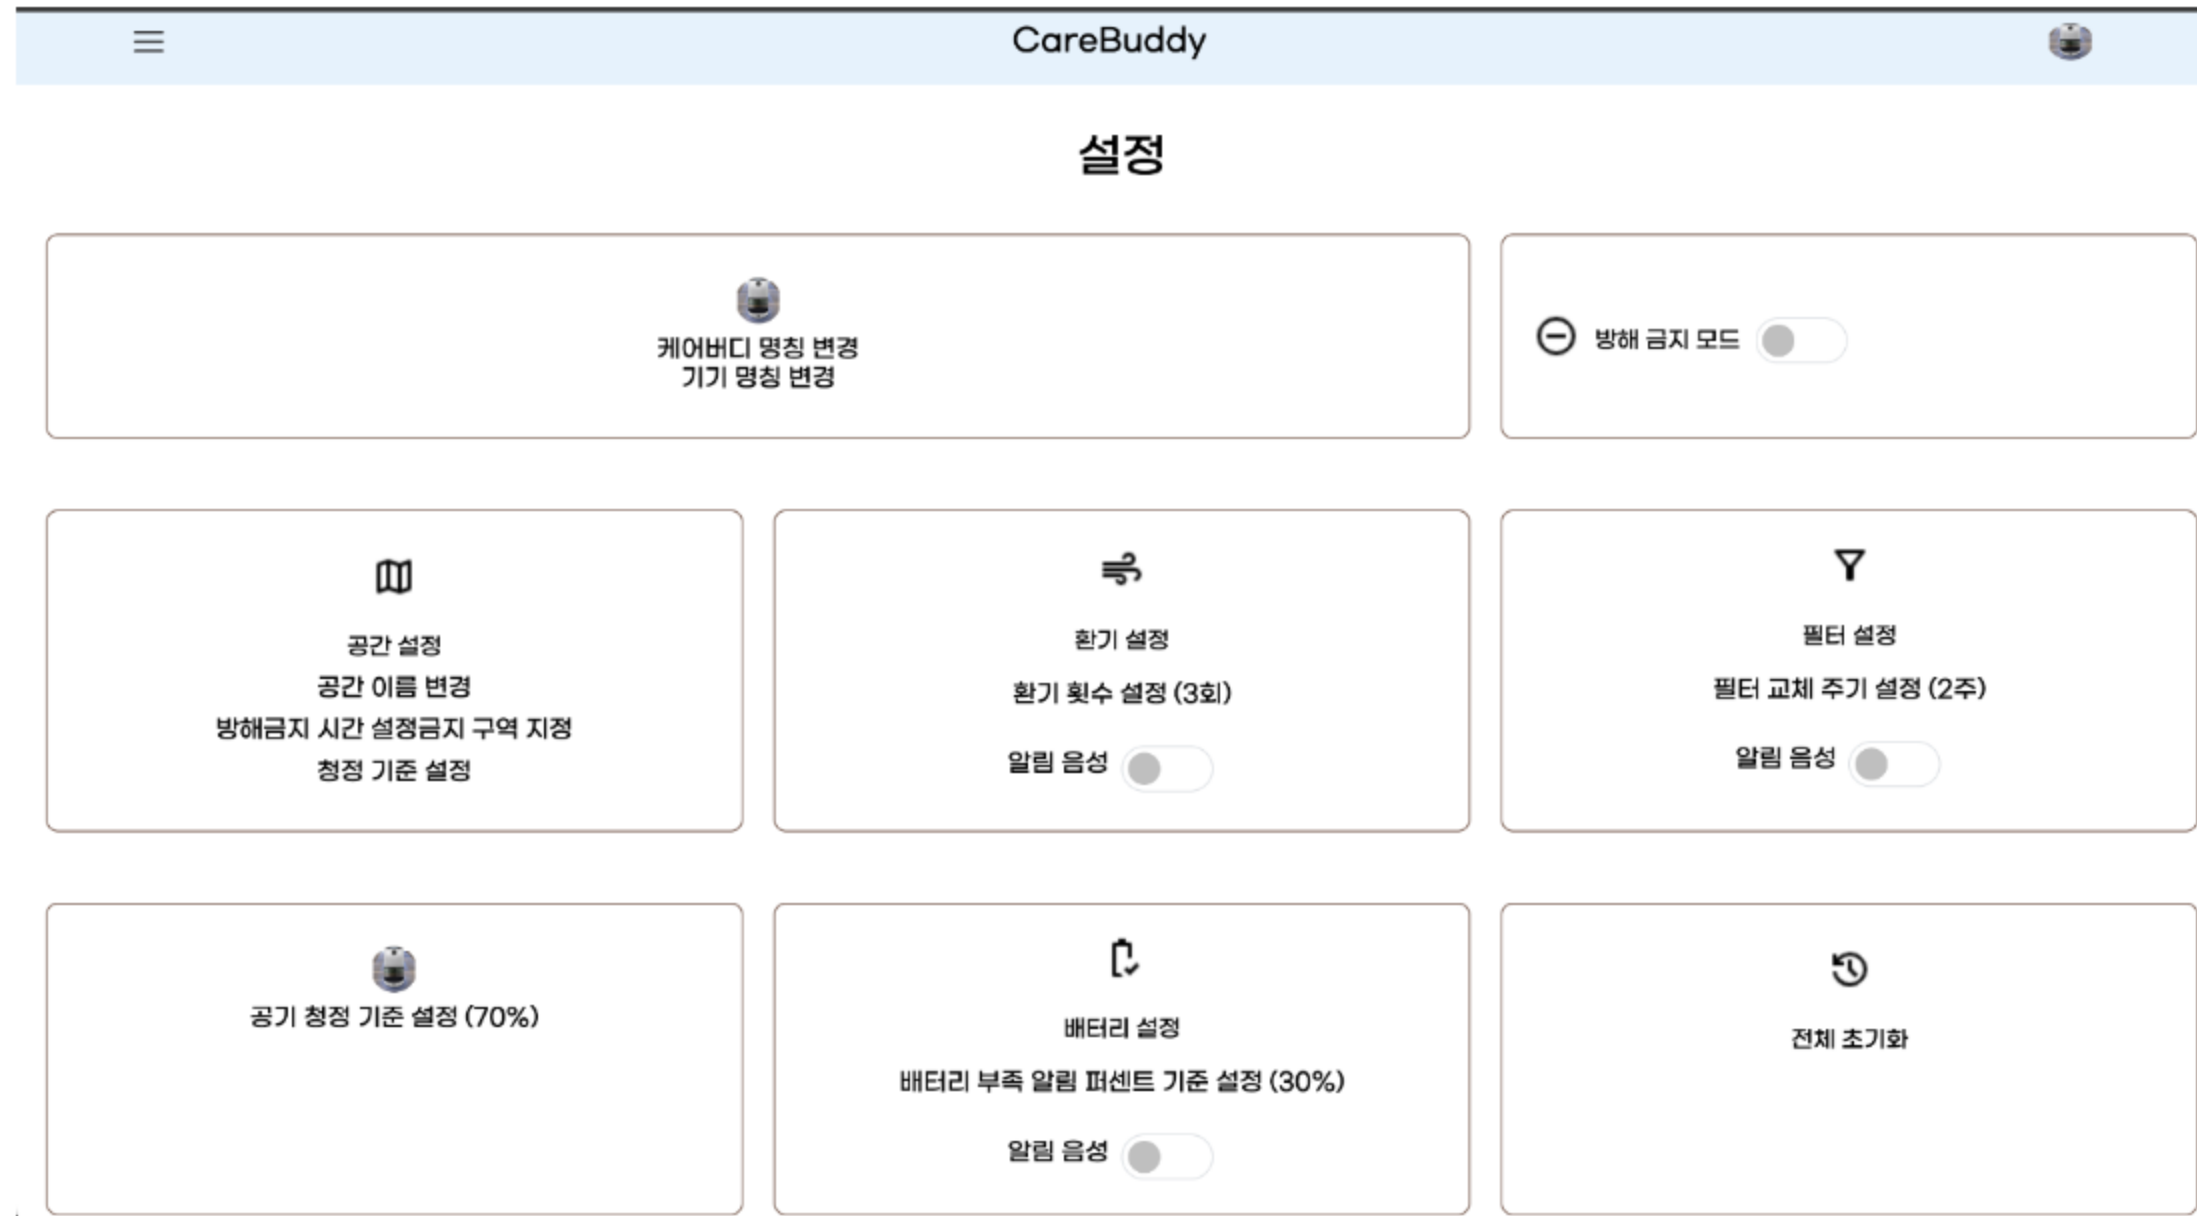 CareBuddy
설정
케어버디 명칭 변경
기기 명칭 변경
방해 금지 모드
공간 설정
공간 이름 변경
방해금지 시간 설정금지 구역 지정
청정 기준 설정
환기 설정
환기 횟수 설정 (3회)
알림 음성
필터 설정
필터 교체 주기 설정 (2주)
알림 음성
공기 청정 기준 설정 (70%)
배터리 설정
배터리 부족 알림 퍼센트 기준 설정 (30%)
알림 음성
전체 초기화